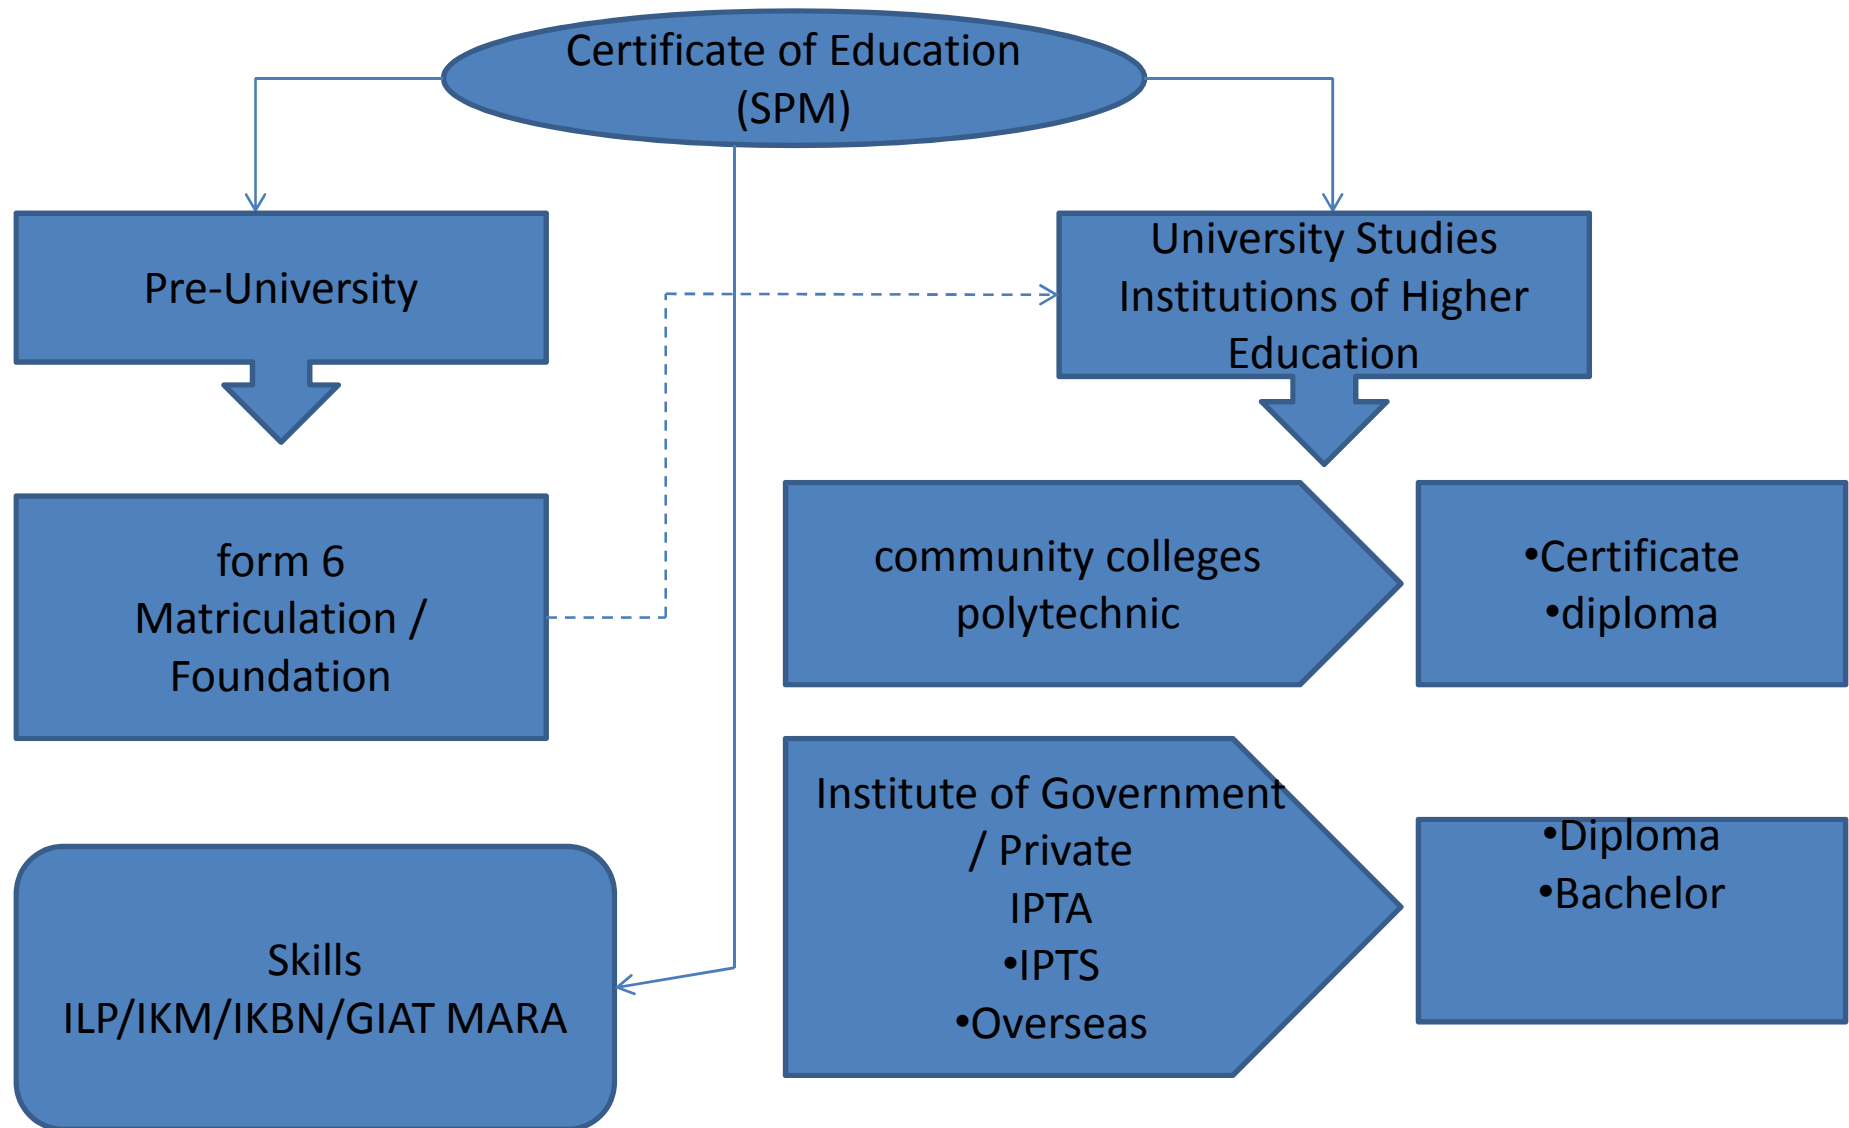 Certificate of Education
(SPM)
Pre-University
University Studies
Institutions of Higher
Education
form 6
Matriculation /
Foundation
community colleges
polytechnic
•Certificate
•diploma
Institute of Government
/ Private
IPTA
•IPTS
•Overseas
•Diploma
•Bachelor
Skills
ILP/IKM/IKBN/GIAT MARA